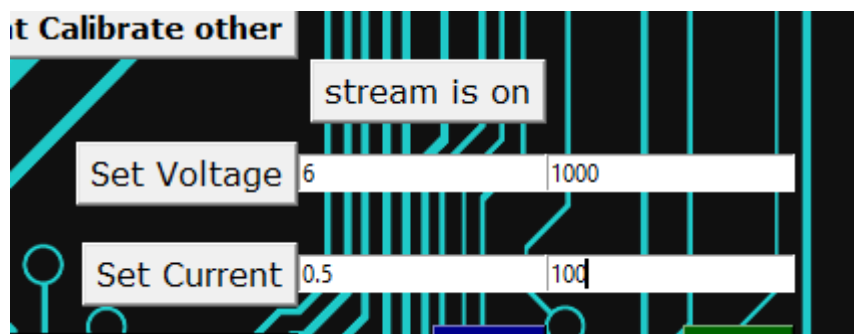 t Calibrate other
stream is on
Set Voltage 6 1000
Set Current 0.5 100